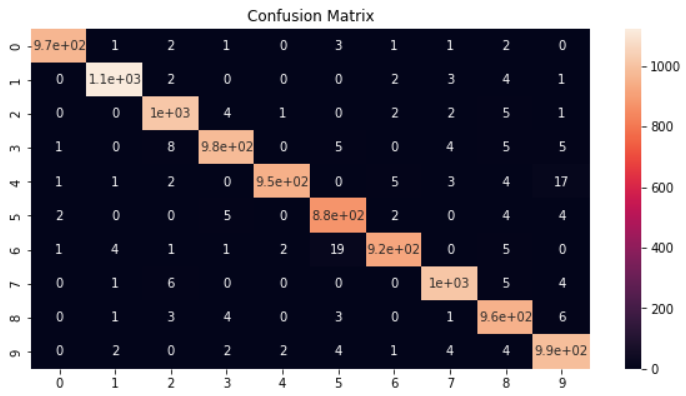 Confusion Matrix
0 9.7e+02 1 2 1 0 3 1 1 2 0
1 0 1.1e+03 2 0 0 0 2 3 4 1
2 0 0 1e+03 4 1 0 2 2 5 1
3 1 0 8 9.8e+02 0 5 0 4 5 5
4 1 1 2 0 9.5e+02 0 5 3 4 17
5 2 0 0 5 0 8.8e+02 2 0 4 4
6 1 4 1 1 2 19 9.2e+02 0 5 0
7 0 1 6 0 0 0 0 1e+03 5 4
8 0 1 3 4 0 3 0 1 9.6e+02 6
9 0 2 0 2 2 4 1 4 4 9.9e+02
0 1 2 3 4 5 6 7 8 9
1000
800
600
400
200
0